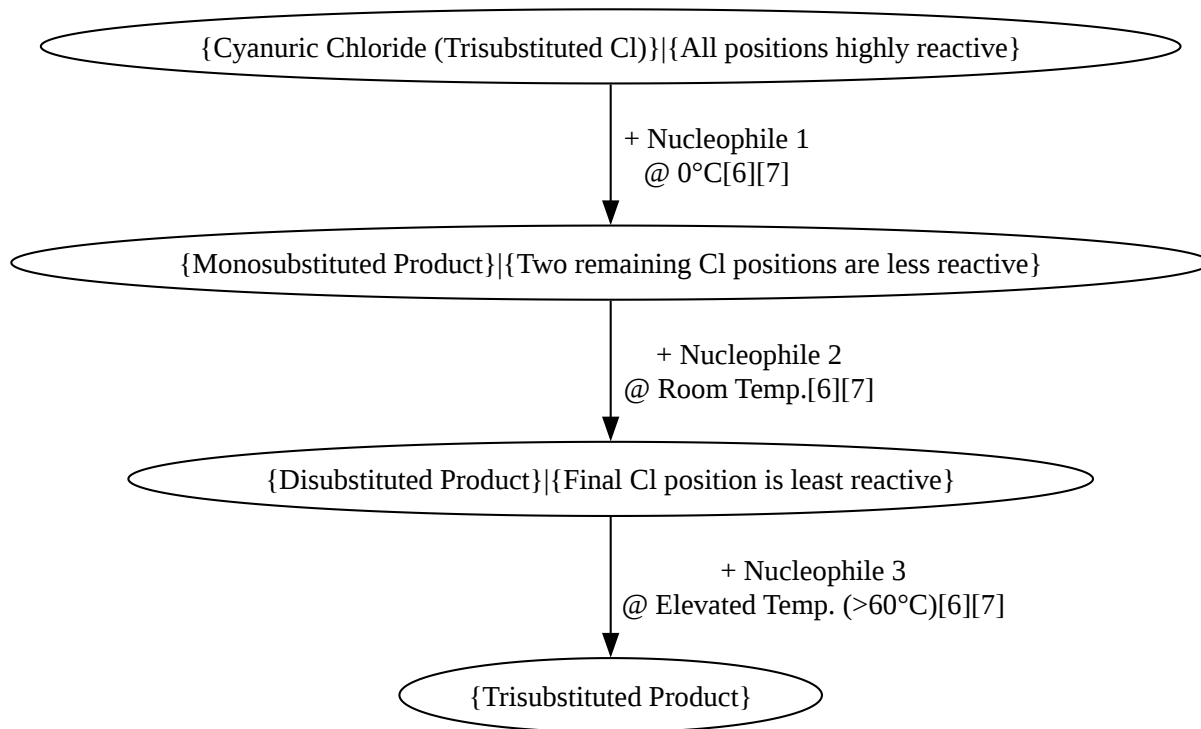 {Cyanuric Chloride (Trisubstituted Cl)}|{All positions highly reactive}
+ Nucleophile 1
@ 0°C[6][7]
{Monosubstituted Product}|{Two remaining Cl positions are less reactive}
+ Nucleophile 2
@ Room Temp.[6][7]
{Disubstituted Product}|{Final Cl position is least reactive}
+ Nucleophile 3
@ Elevated Temp. (>60°C)[6][7]
{Trisubstituted Product}